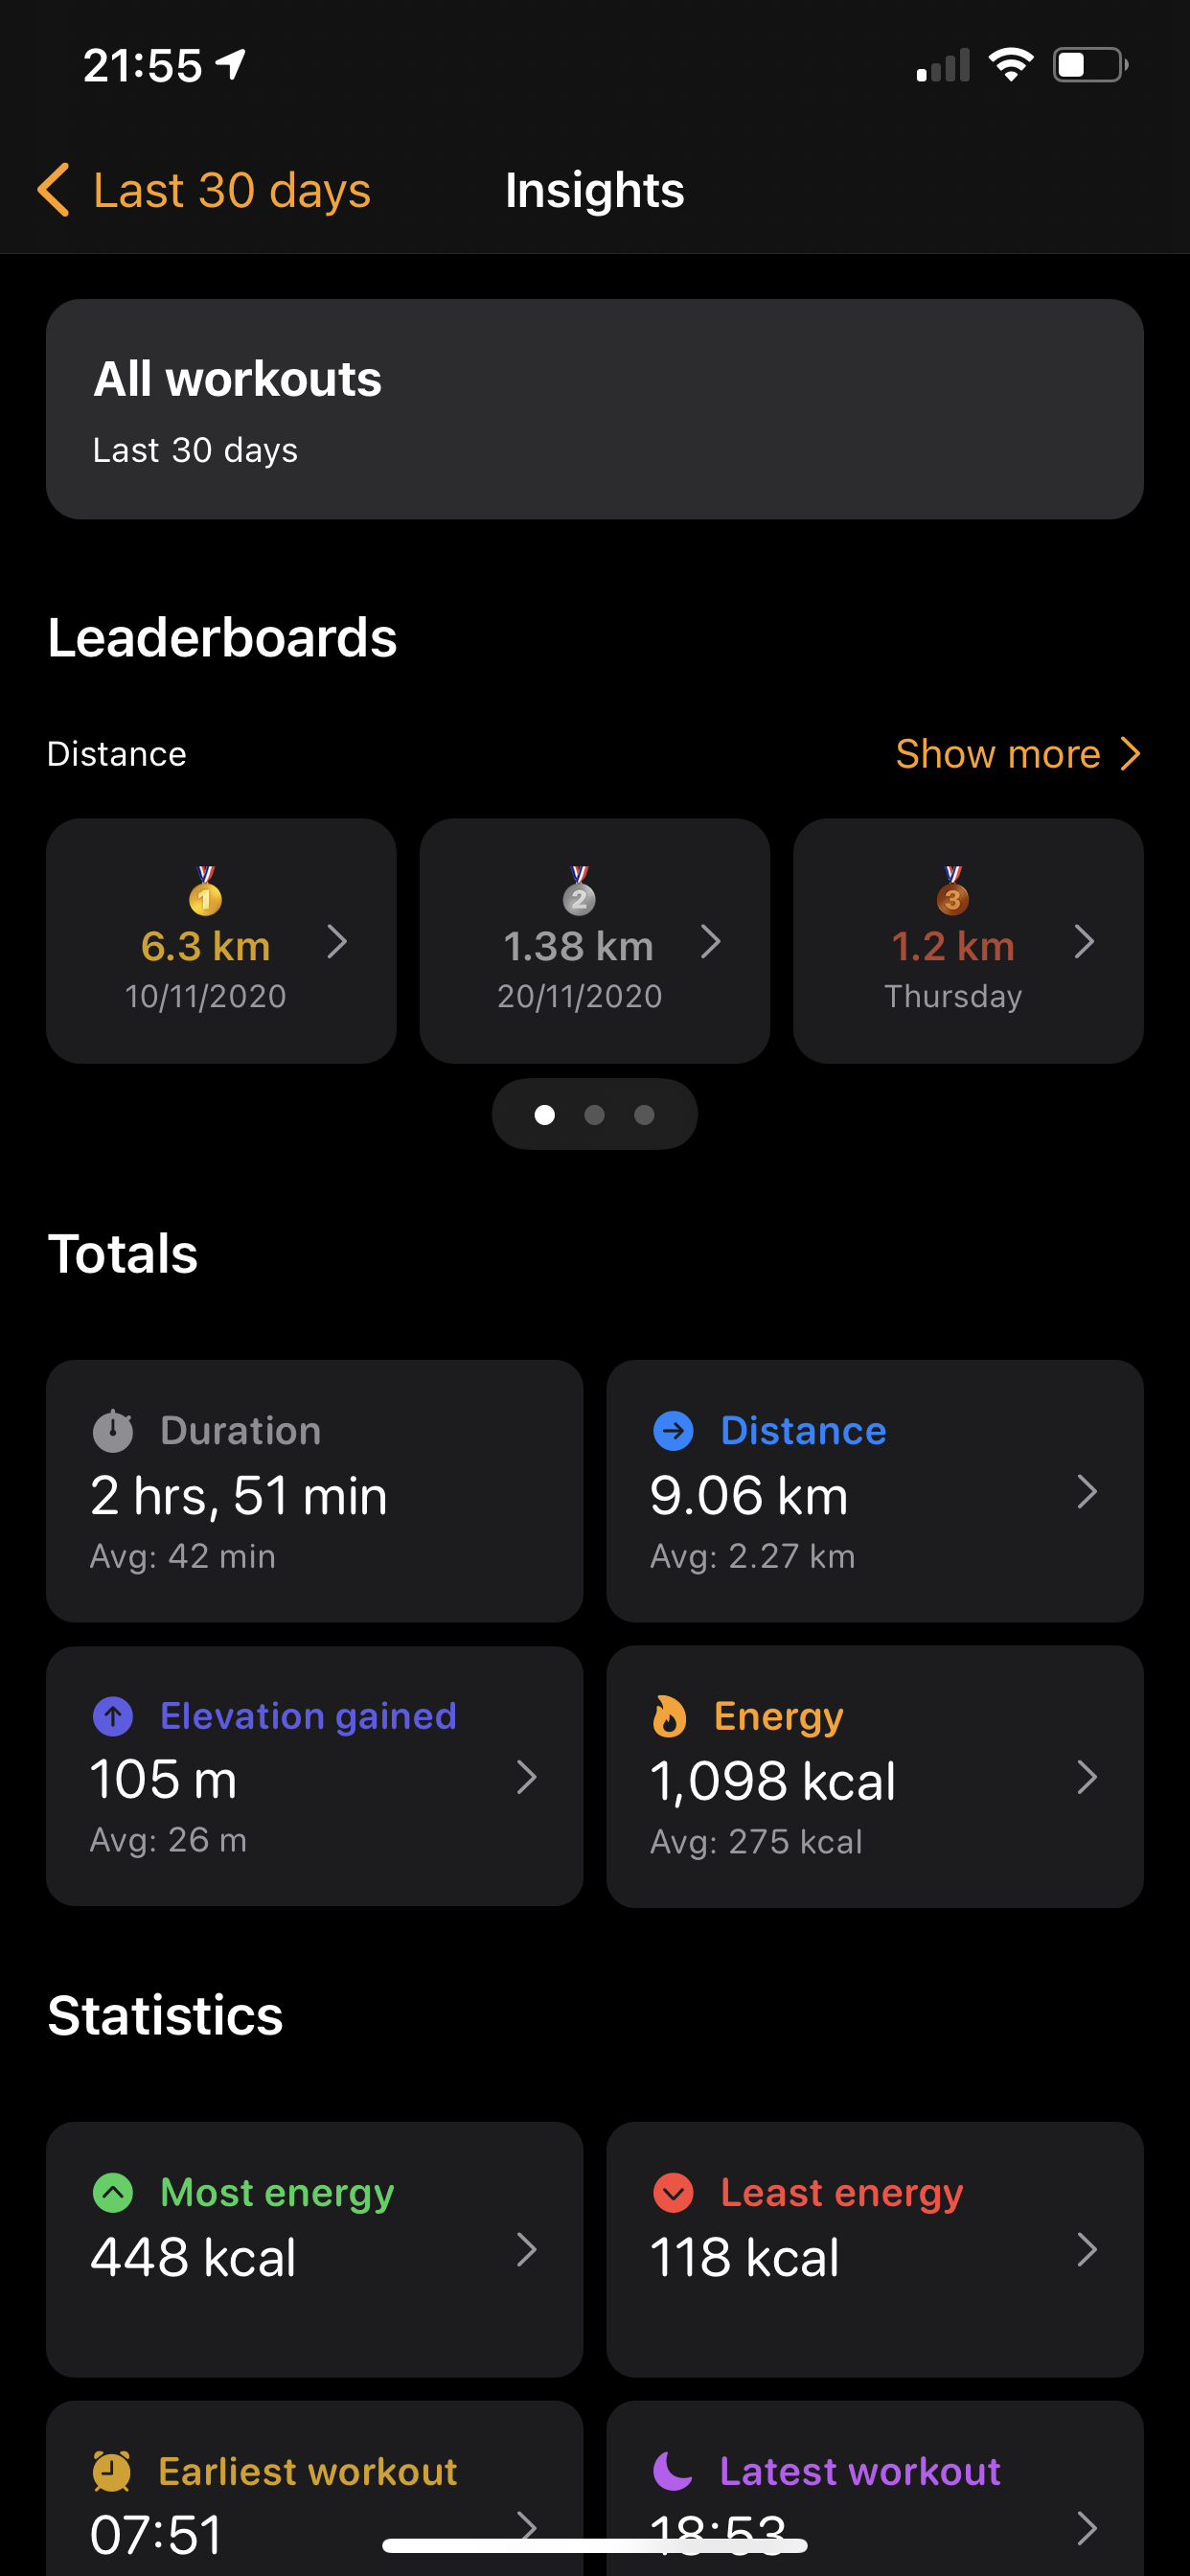 21:55
Last 30 days
Insights
All workouts
Last 30 days
Leaderboards
Distance
Show more
1
2
3
6.3 km
1.38 km
1.2 km
10/11/2020
20/11/2020
Thursday
Totals
Duration
2 hrs, 51 min
Avg: 42 min
Distance
9.06 km
Avg: 2.27 km
Elevation gained
105 m
Avg: 26 m
Energy
1,098 kcal
Avg: 275 kcal
Statistics
Most energy
448 kcal
Least energy
118 kcal
Earliest workout
07:51
Latest workout
18:53